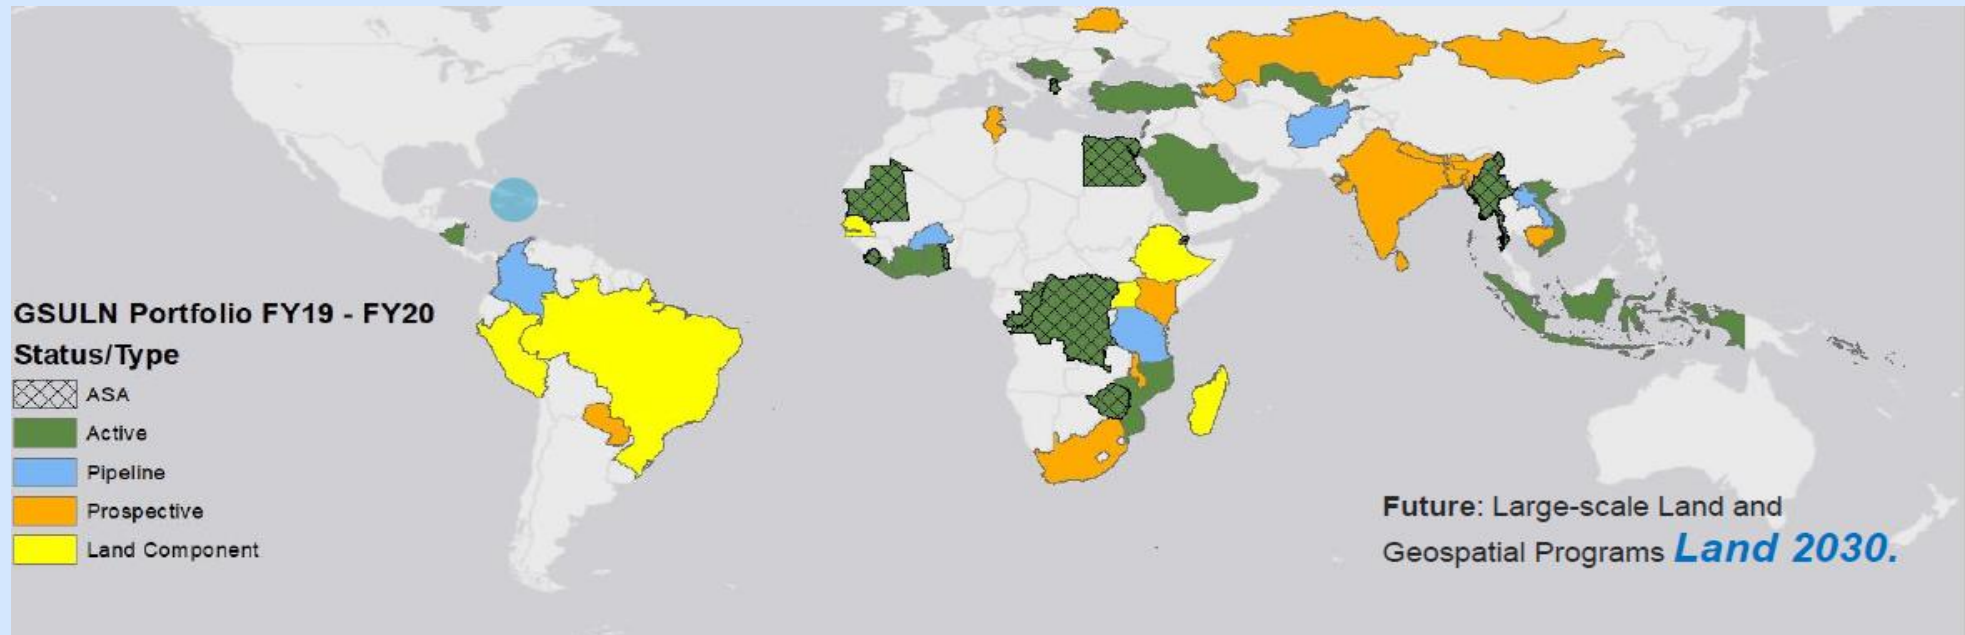 GSULN Portfolio FY19 - FY20
Status/Type
ASA
Active
Pipeline
Prospective
Land Component
Future: Large-scale Land and
Geospatial Programs Land 2030.